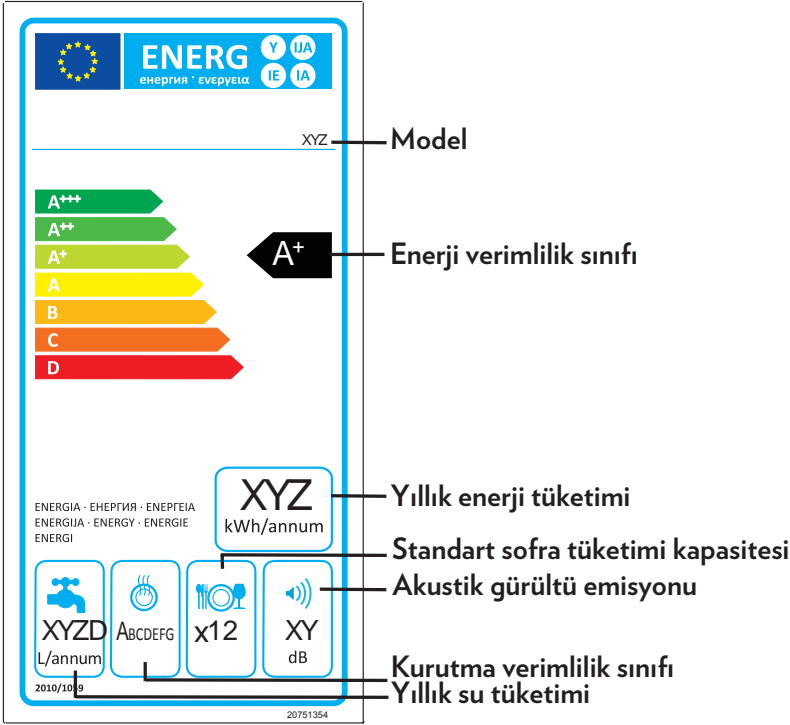 ENERG
Y IJA
IE IA
енергия · ενεργεια
XYZ
Model
A+++
A++
A+
A
B
C
D
A+
Enerji verimlilik sınıfı
XYZ
kWh/annum
Yıllık enerji tüketimi
ENERGIA · ЕНЕРГИЯ · ΕΝΕΡΓΕΙΑ
ENERGIJA · ENERGY · ENERGIE
ENERGI
Standart sofra tüketimi kapasitesi
Akustik gürültü emisyonu
XYZD
L/annum
ABCDEFG
x12
XY
dB
Kurutma verimlilik sınıfı
Yıllık su tüketimi
2010/1059
20751354